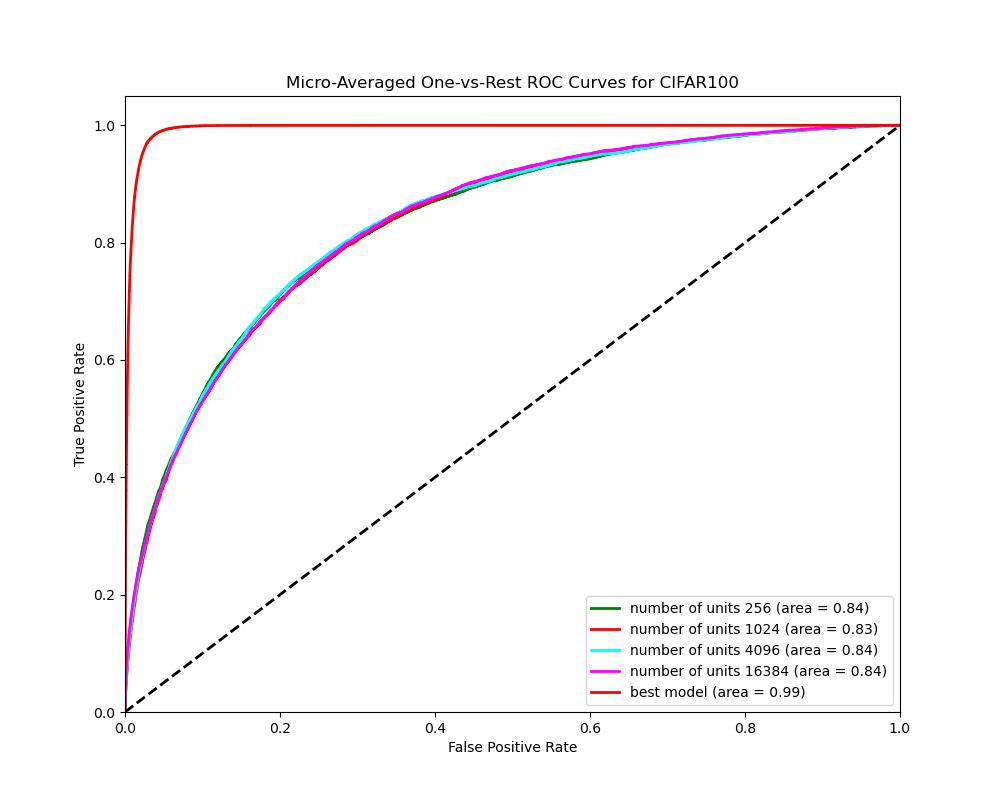 Micro-Averaged One-vs-Rest ROC Curves for CIFAR100
1.0
0.8
0.6
0.4
0.2
0.0
True Positive Rate
number of units 256 (area = 0.84)
number of units 1024 (area = 0.83)
number of units 4096 (area = 0.84)
number of units 16384 (area = 0.84)
best model (area = 0.99)
0.0 0.2 0.4 0.6 0.8 1.0
False Positive Rate